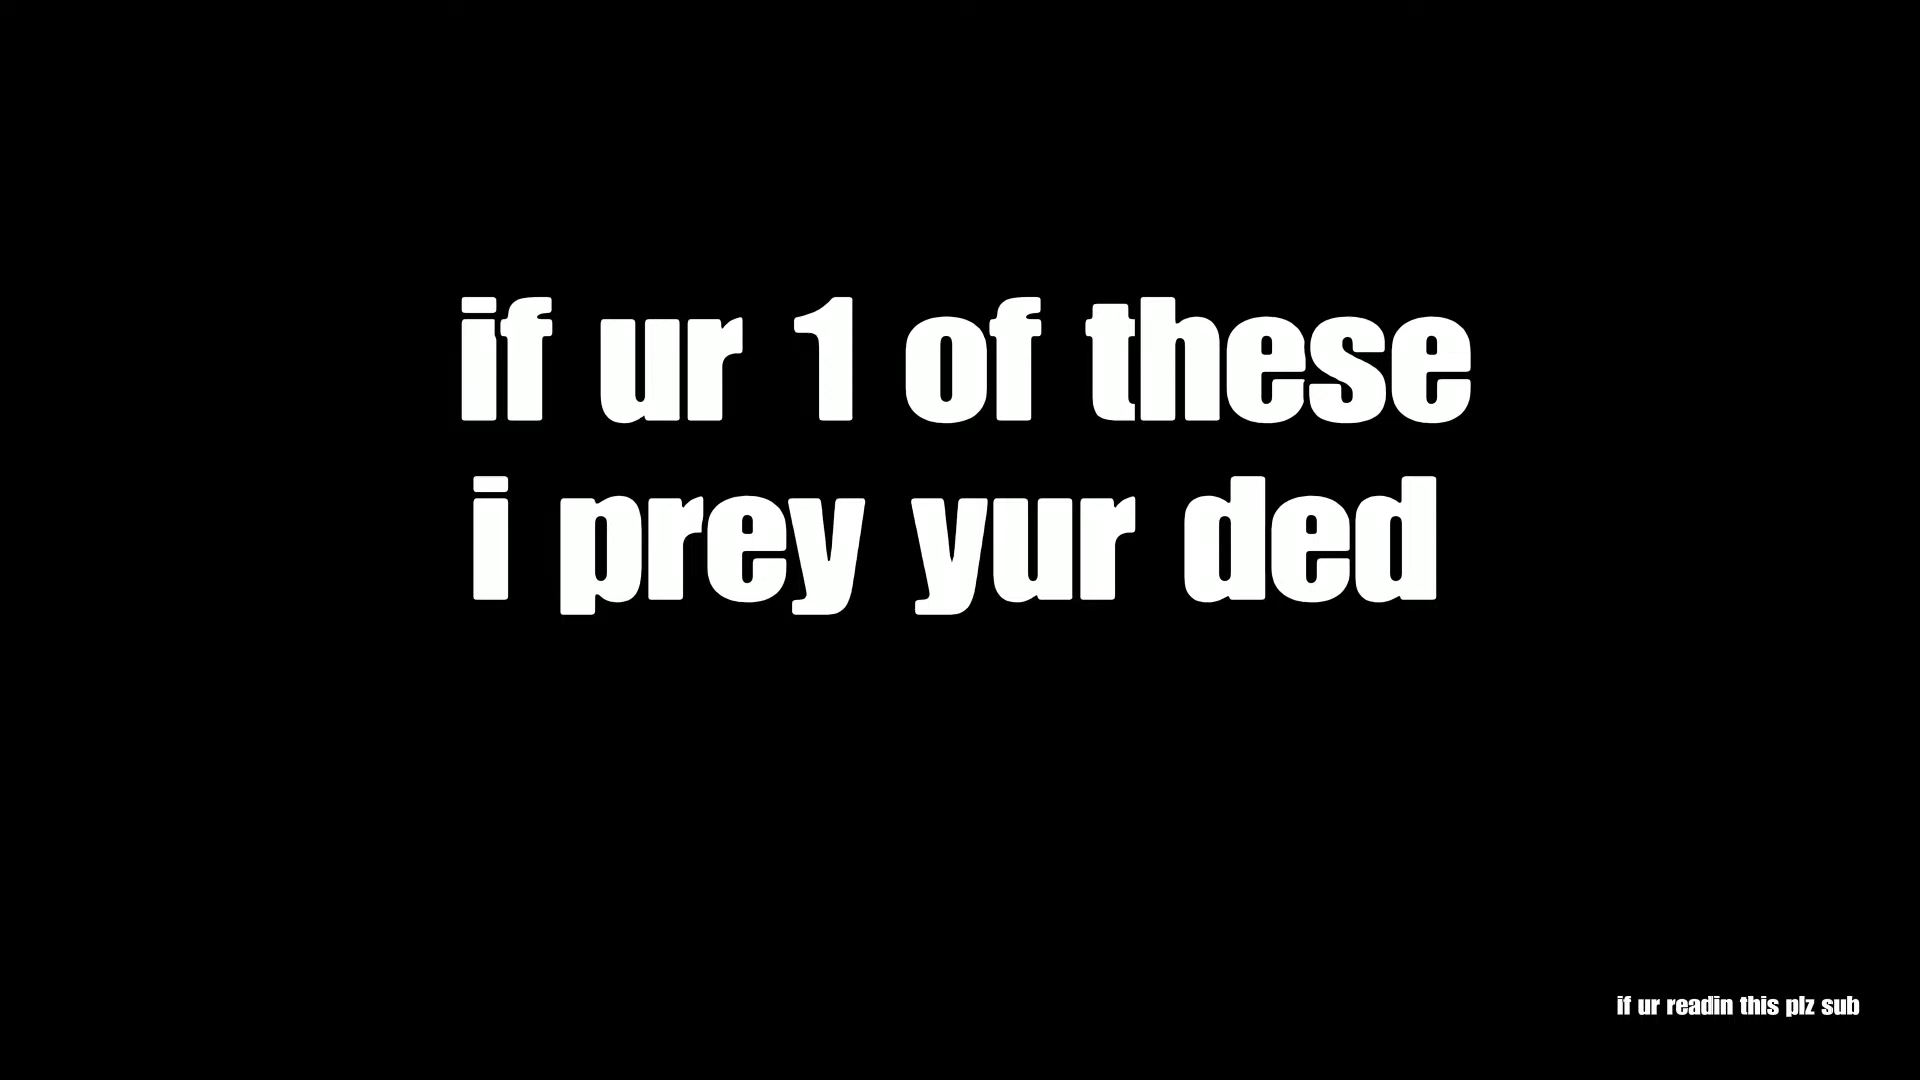 if ur 1 of these
i prey yur ded
if ur readin this plz sub